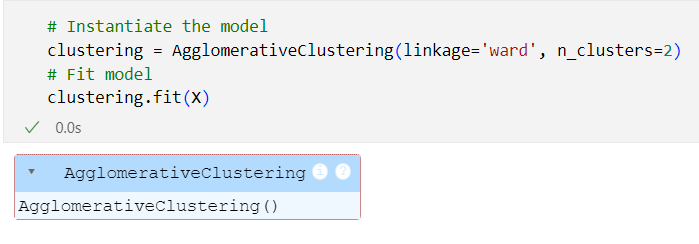 # Instantiate the model
clustering = AgglomerativeClustering(linkage='ward', n_clusters=2)
# Fit model
clustering.fit(X)
✓ 0.0s
▾ AgglomerativeClustering i ?
AgglomerativeClustering()